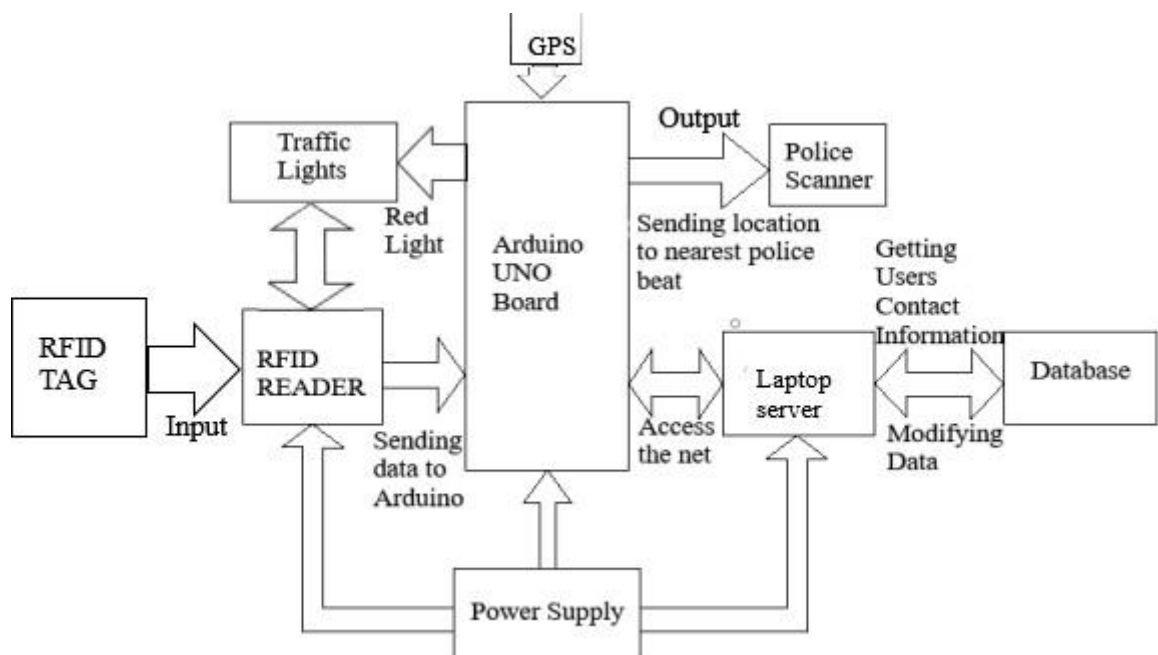 GPS
Traffic
Lights
Output
Police
Scanner
Red
Light
Arduino
UNO
Board
Sending location
to nearest police
beat
Getting
Users
Contact
Information
RFID
TAG
Input
RFID
READER
Sending
data to
Arduino
Access
the net
Laptop
server
Modifying
Data
Database
Power Supply